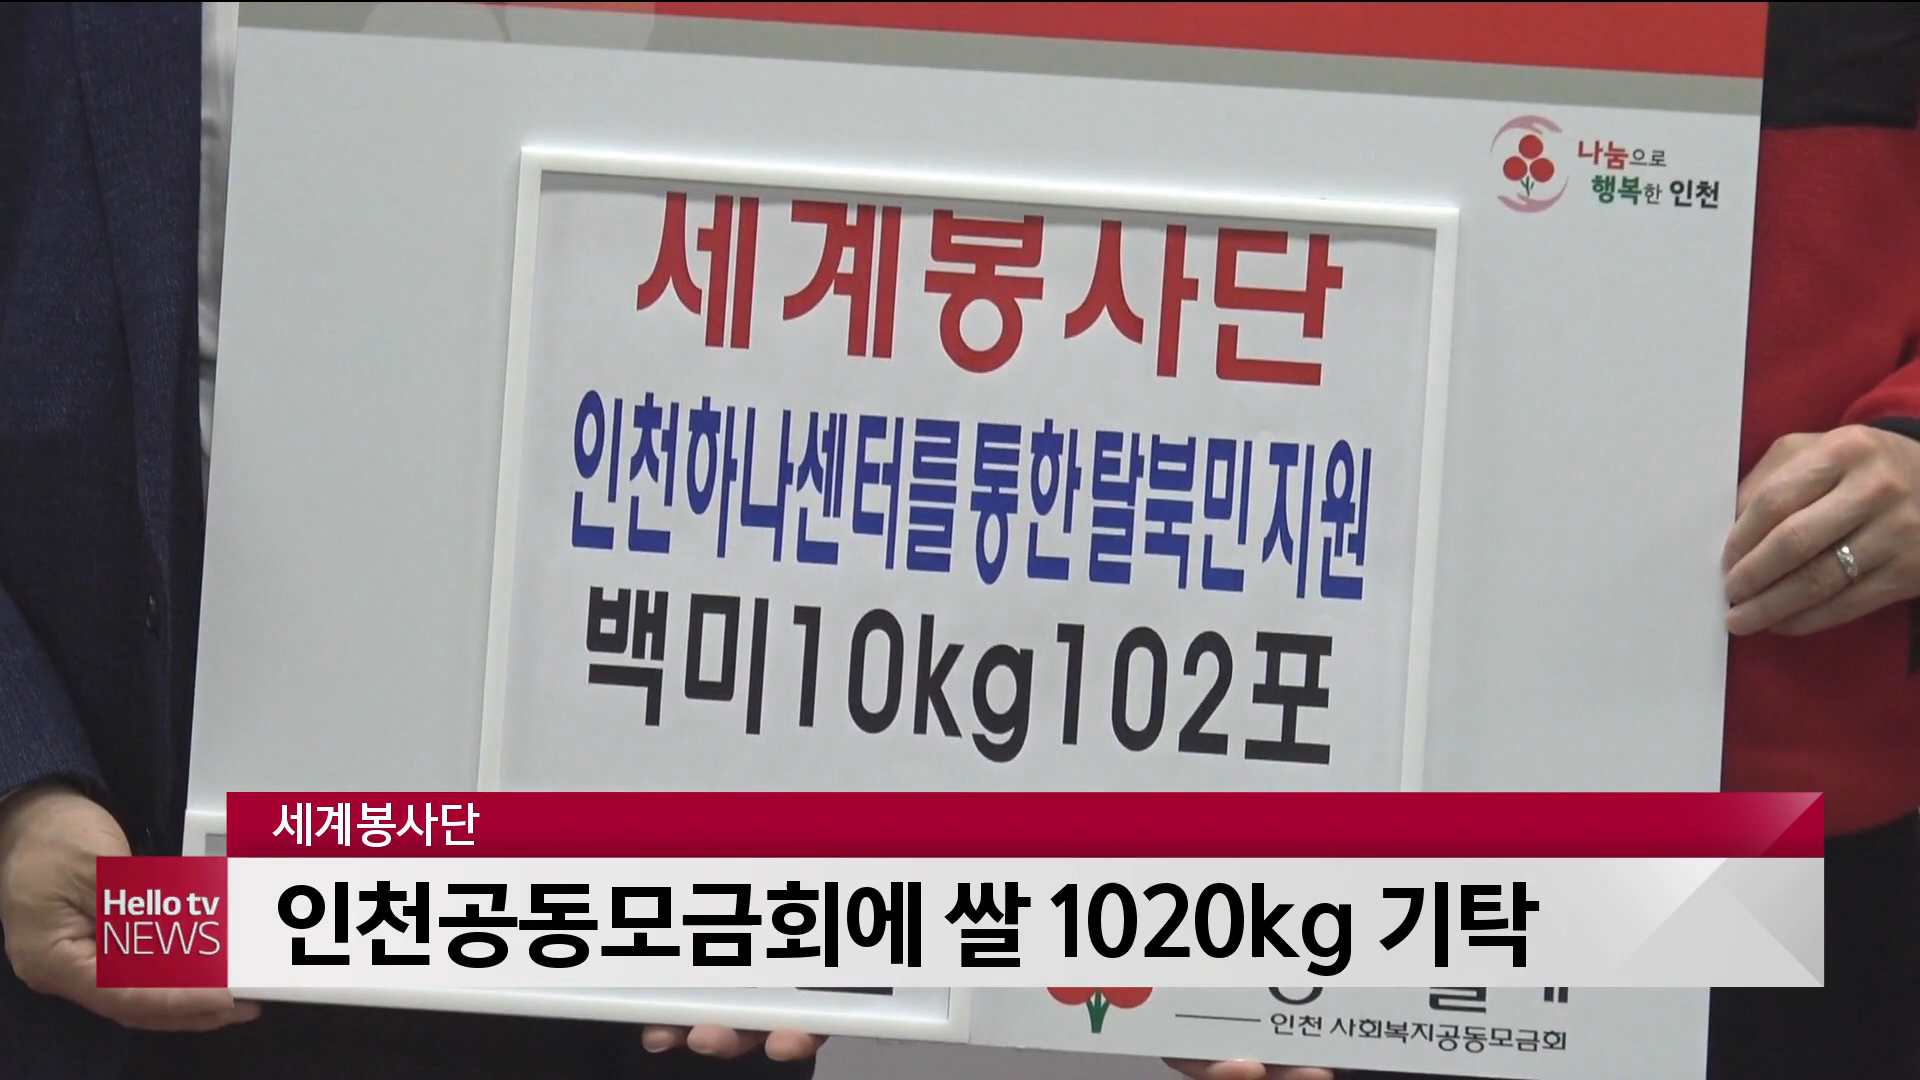 나눔으로
행복한 인천
세계봉사단
인천하나센터를 통한 탈북민 지원
백미10kg102포
세계봉사단
Hello tv
NEWS
인천공동모금회에 쌀 1020kg 기탁
인천 사회복지공동모금회